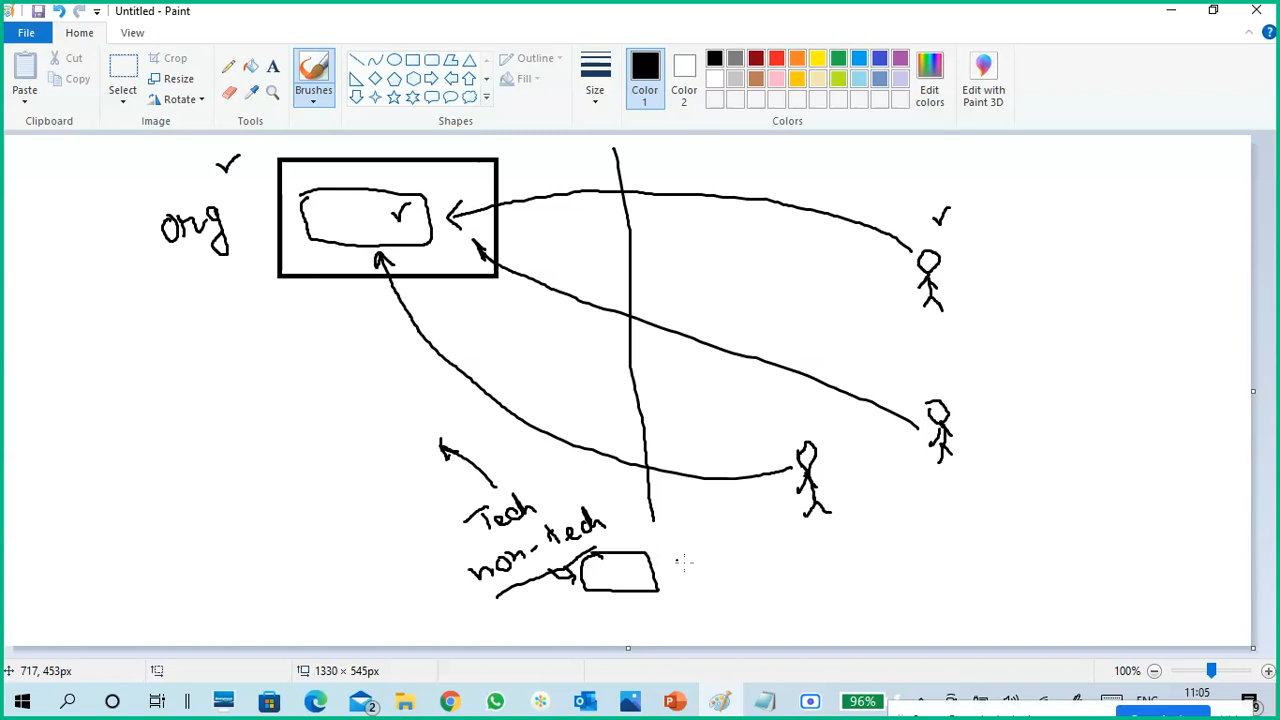 Untitled - Paint
File
Home
View
Paste
Cut
Copy
Clipboard
Select
Crop
Resize
Rotate
Image
A
Tools
Brushes
Shapes
Outline
Fill
Size
Color
1
Color
2
Colors
Edit
colors
Edit with
Paint 3D
org
Tech
non-tech
717, 453px
1330 × 545px
100%
2
96%
ENG
11:05